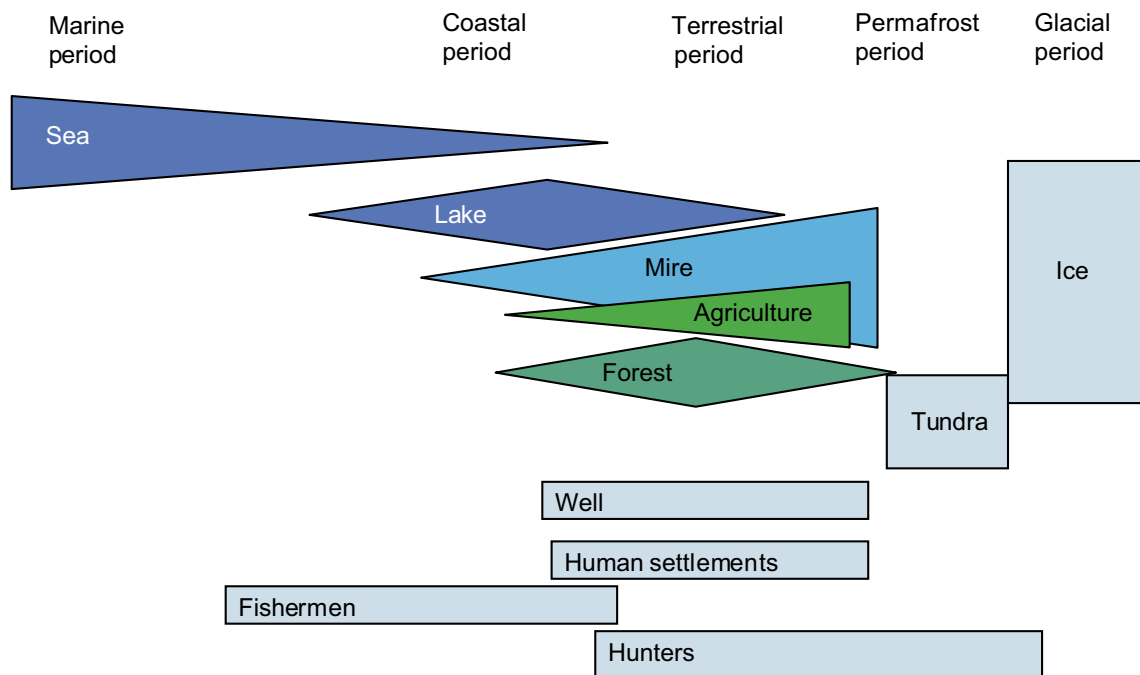 Marine
period
Coastal
period
Terrestrial
period
Permafrost
period
Glacial
period
Sea
Lake
Mire
Ice
Agriculture
Forest
Tundra
Well
Human settlements
Fishermen
Hunters